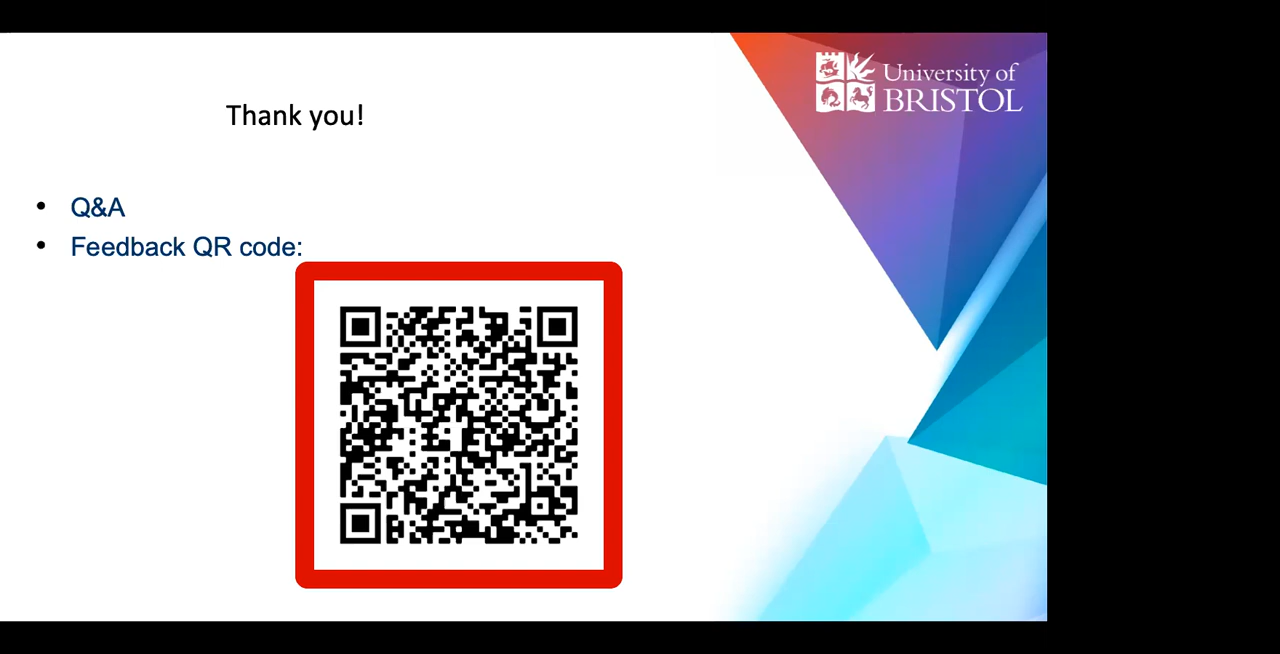 University of
BRISTOL
Thank you!
• Q&A
• Feedback QR code: